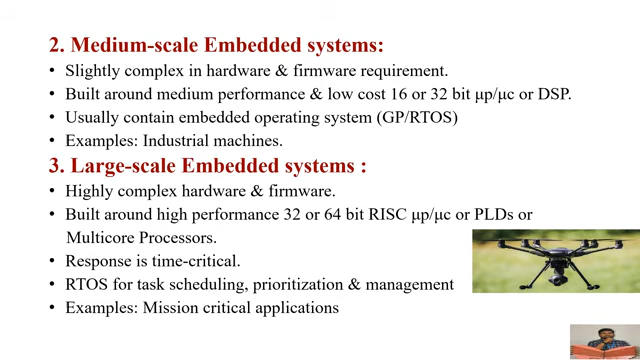 2. Medium-scale Embedded systems:
• Slightly complex in hardware & firmware requirement.
• Built around medium performance & low cost 16 or 32 bit μp/μc or DSP.
• Usually contain embedded operating system (GP/RTOS)
• Examples: Industrial machines.
3. Large-scale Embedded systems :
• Highly complex hardware & firmware.
• Built around high performance 32 or 64 bit RISC μp/μc or PLDs or
Multicore Processors.
• Response is time-critical.
• RTOS for task scheduling, prioritization & management
• Examples: Mission critical applications